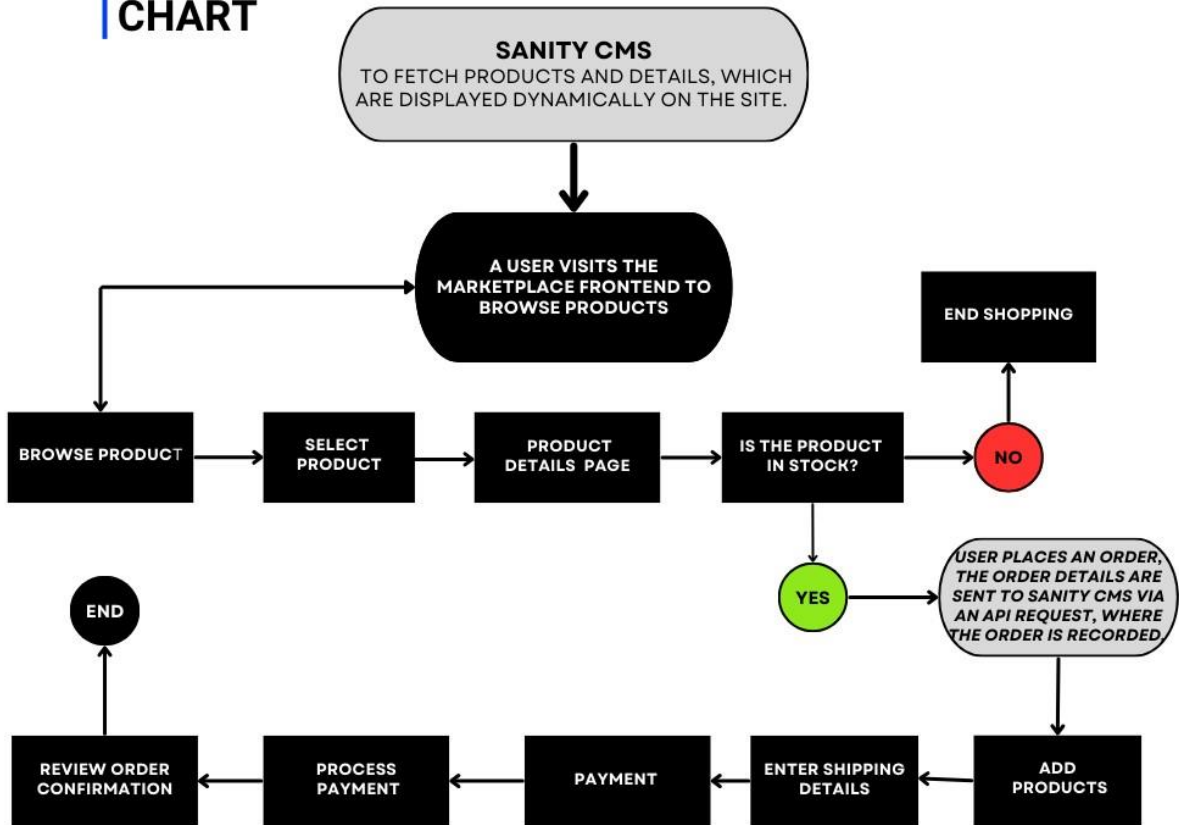 CHART
SANITY CMS
TO FETCH PRODUCTS AND DETAILS, WHICH
ARE DISPLAYED DYNAMICALLY ON THE SITE.
A USER VISITS THE
MARKETPLACE FRONTEND TO
BROWSE PRODUCTS
END SHOPPING
BROWSE PRODUCT
SELECT
PRODUCT
PRODUCT
DETAILS PAGE
IS THE PRODUCT
IN STOCK?
NO
YES
USER PLACES AN ORDER,
THE ORDER DETAILS ARE
SENT TO SANITY CMS VIA
AN API REQUEST, WHERE
THE ORDER IS RECORDED.
ADD
PRODUCTS
ENTER SHIPPING
DETAILS
PAYMENT
PROCESS
PAYMENT
REVIEW ORDER
CONFIRMATION
END